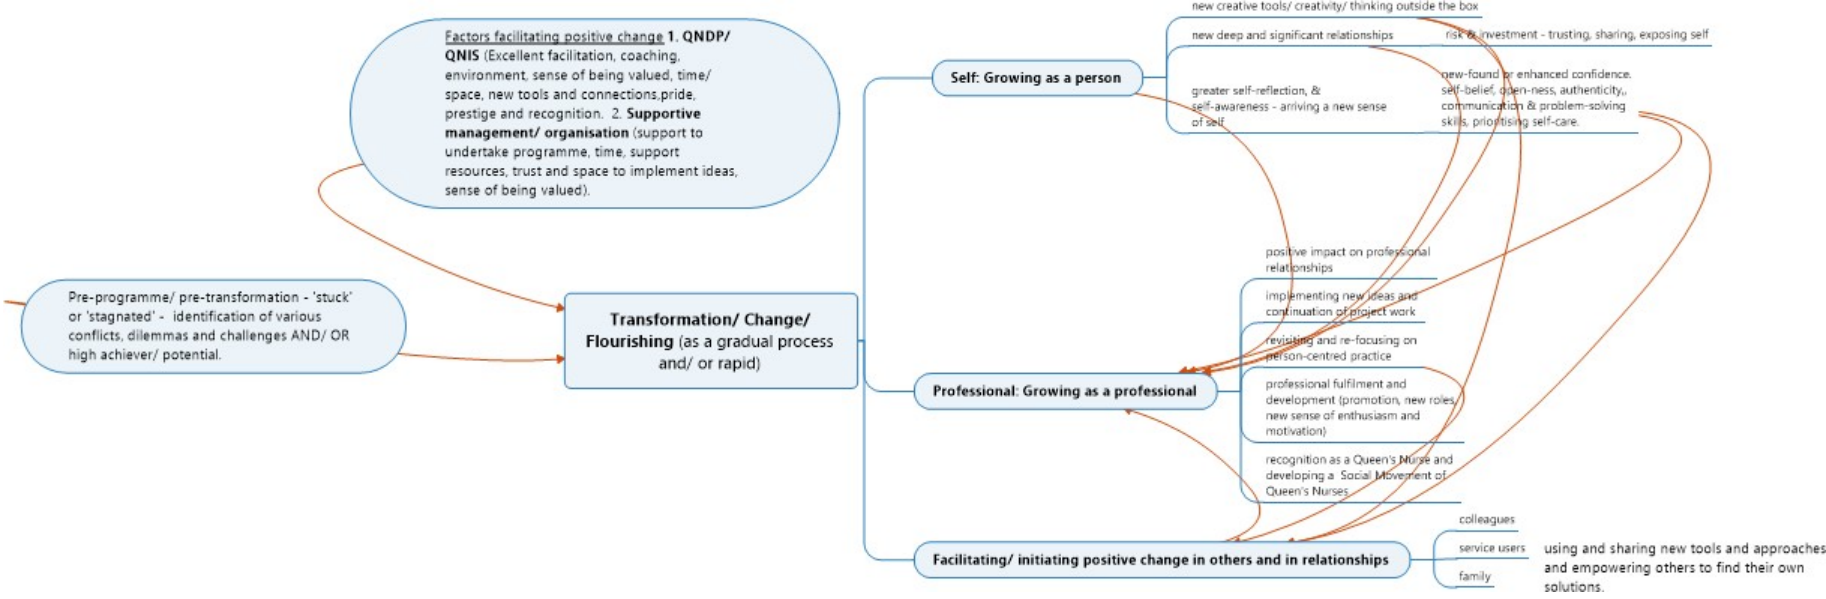 Factors facilitating positive change 1. QNDP/
QNIS (Excellent facilitation, coaching,
environment, sense of being valued, time/
space, new tools and connections,pride,
prestige and recognition. 2. Supportive
management/ organisation (support to
undertake programme, time, support
resources, trust and space to implement ideas,
sense of being valued).
Pre-programme/ pre-transformation - 'stuck'
or 'stagnated' - identification of various
conflicts, dilemmas and challenges AND/ OR
high achiever/ potential.
Transformation/ Change/
Flourishing (as a gradual process
and/ or rapid)
Self: Growing as a person
new creative tools/ creativity/ thinking outside the box
new deep and significant relationships
risk & investment - trusting, sharing, exposing self
greater self-reflection, &
self-awareness - arriving a new sense
of self
new-found or enhanced confidence.
self-belief, open-ness, authenticity,,
communication & problem-solving
skills, prioritising self-care.
Professional: Growing as a professional
positive impact on professional
relationships
implementing new ideas and
continuation of project work
revisiting and re-focusing on
person-centred practice
professional fulfilment and
development (promotion, new roles,
new sense of enthusiasm and
motivation)
recognition as a Queen's Nurse and
developing a Social Movement of
Queen's Nurses
Facilitating/ initiating positive change in others and in relationships
colleagues
service users
family
using and sharing new tools and approaches
and empowering others to find their own
solutions.